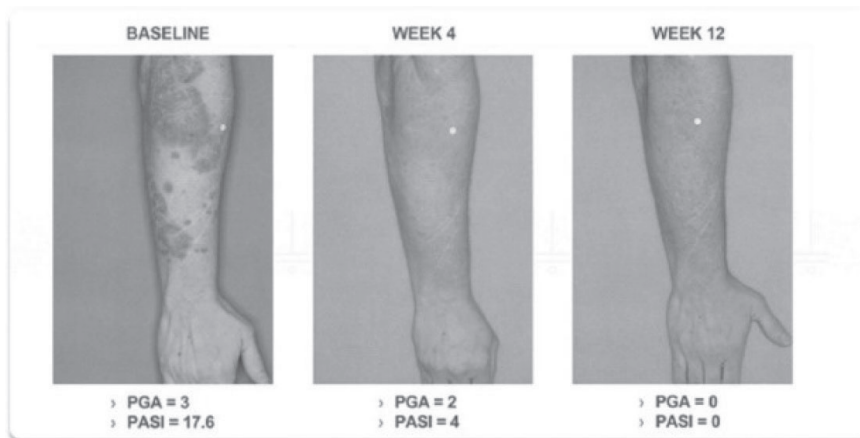 BASELINE
› PGA = 3
› PASI = 17.6
WEEK 4
› PGA = 2
› PASI = 4
WEEK 12
› PGA = 0
› PASI = 0